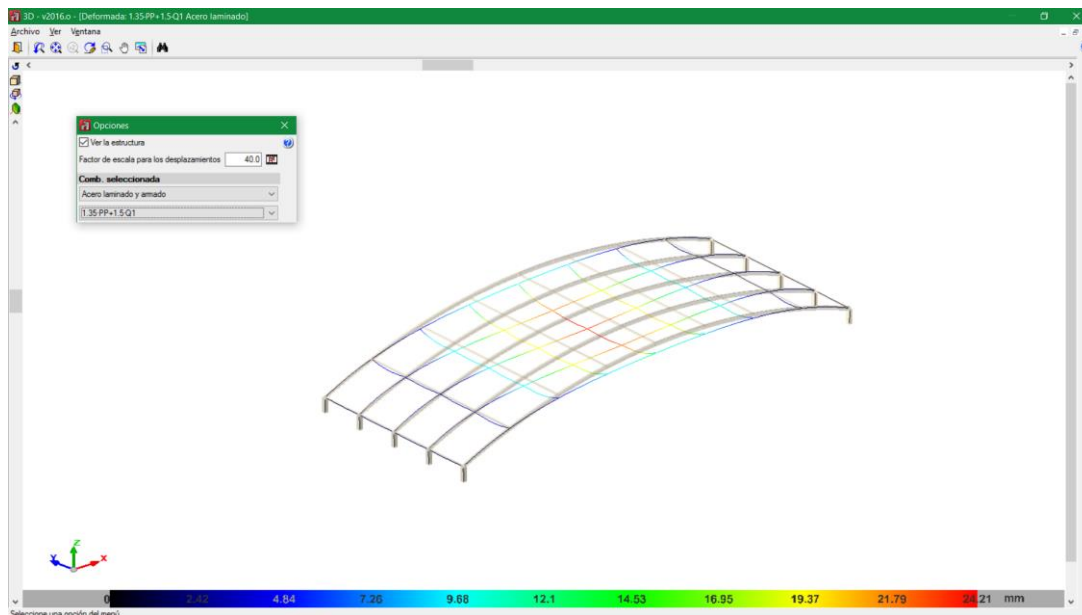 3D - v2016.o - [Deformada: 1.35·PP+1.5·Q1 Acero laminado]
Archivo Ver Ventana
Opciones
Ver la estructura
Factor de escala para los desplazamientos 40.0
Comb. seleccionada
Acero laminado y armado
1.35·PP+1.5·Q1
Z
Y X
0 2.42 4.84 7.26 9.68 12.1 14.53 16.95 19.37 21.79 24.21 mm
Seleccione una opción del menú